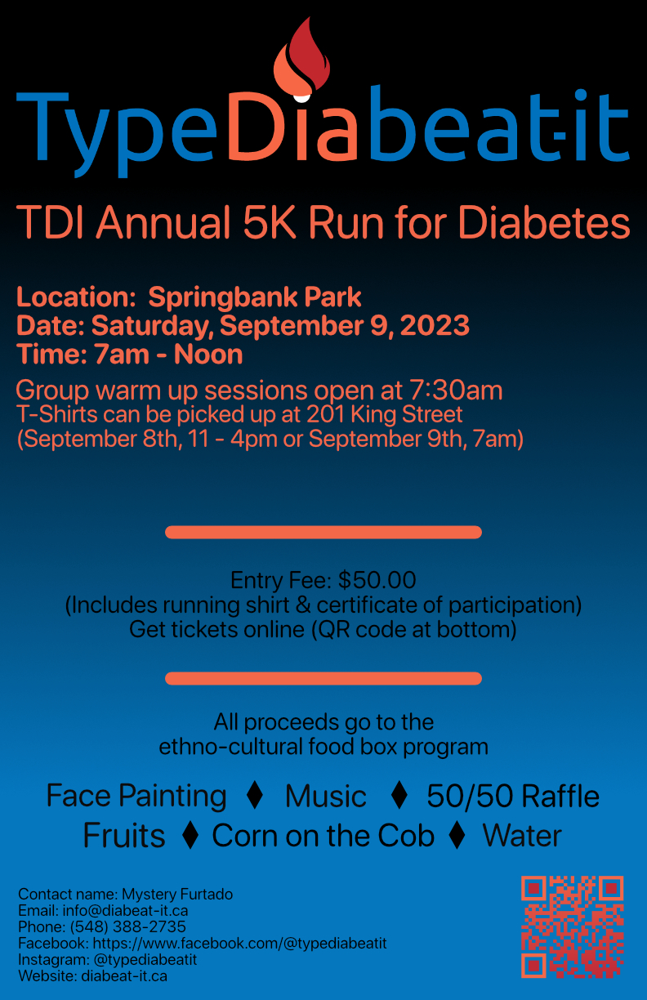 TypeDiabeat-it
TDI Annual 5K Run for Diabetes
Location: Springbank Park
Date: Saturday, September 9, 2023
Time: 7am - Noon
Group warm up sessions open at 7:30am
T-Shirts can be picked up at 201 King Street
(September 8th, 11 - 4pm or September 9th, 7am)
Entry Fee: $50.00
(Includes running shirt & certificate of participation)
Get tickets online (QR code at bottom)
All proceeds go to the
ethno-cultural food box program
Face Painting ♦ Music ♦ 50/50 Raffle
Fruits ♦ Corn on the Cob ♦ Water
Contact name: Mystery Furtado
Email: info@diabeat-it.ca
Phone: (548) 388-2735
Facebook: https://www.facebook.com/@typediabeatit
Instagram: @typediabeatit
Website: diabeat-it.ca